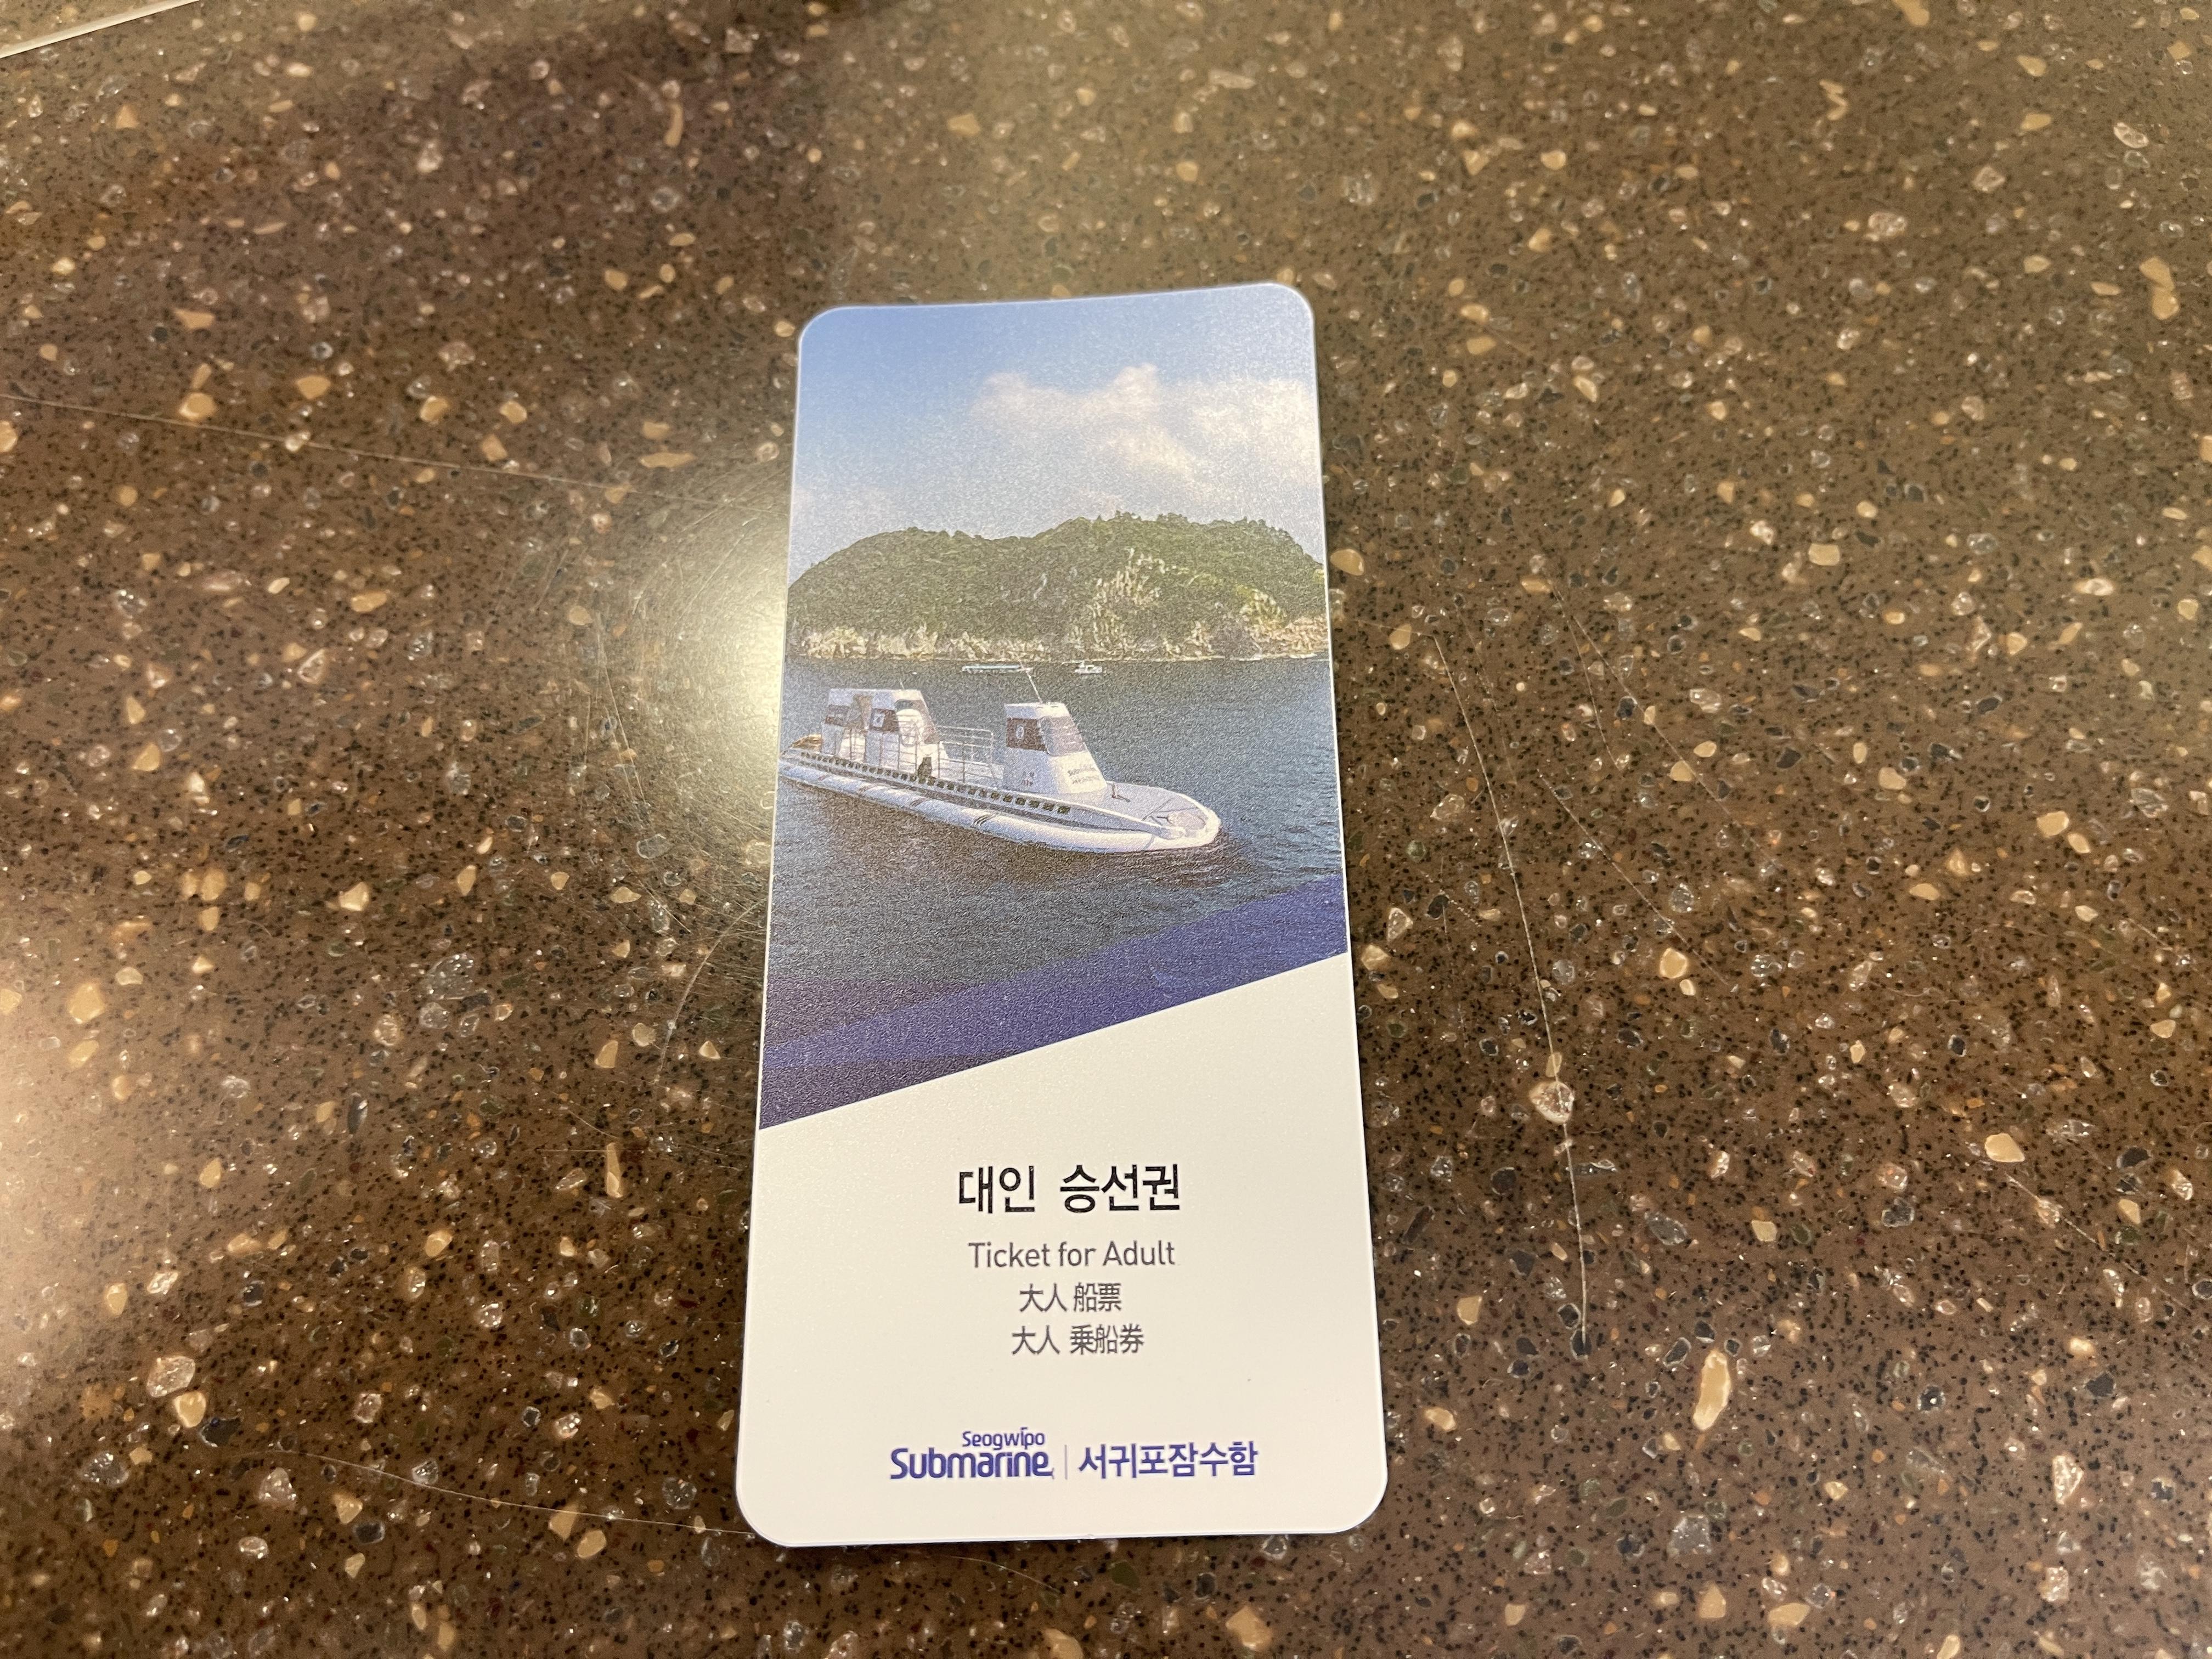 대인 승선권
Ticket for Adult
大人 船票
大人 乗船券
Seogwipo
Submarine
서귀포잠수함